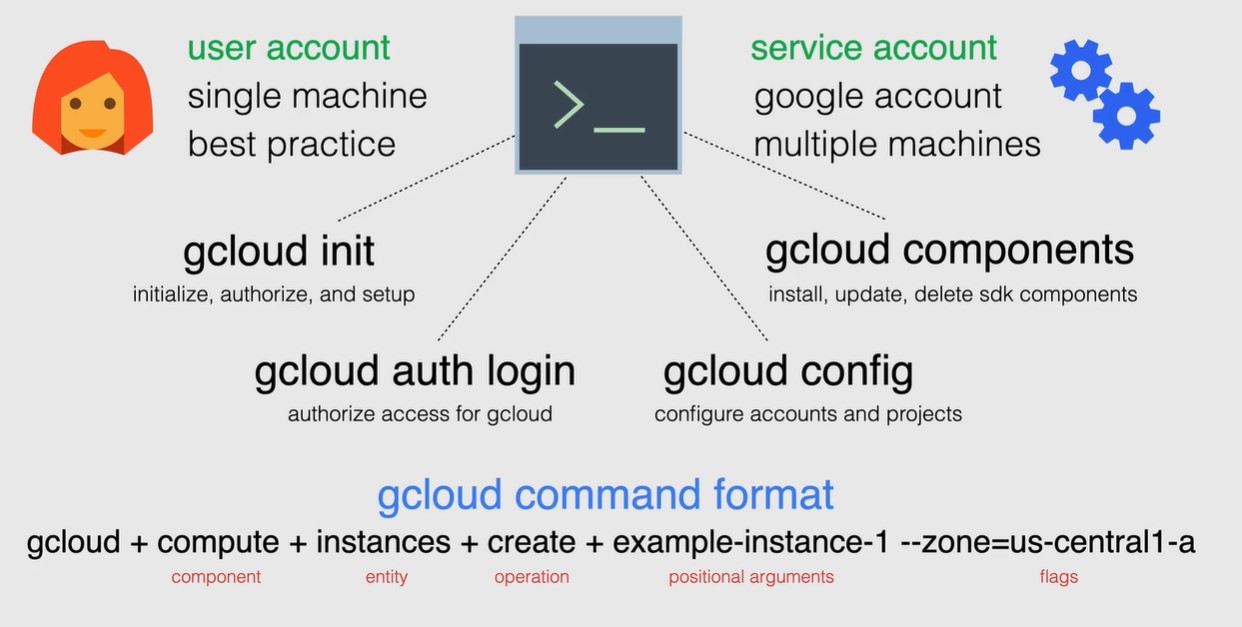 user account
single machine
best practice
>_
service account
google account
multiple machines
gcloud init
initialize, authorize, and setup
gcloud components
install, update, delete sdk components
gcloud auth login
authorize access for gcloud
gcloud config
configure accounts and projects
gcloud command format
gcloud + compute + instances + create + example-instance-1 --zone=us-central1-a
component entity operation positional arguments flags